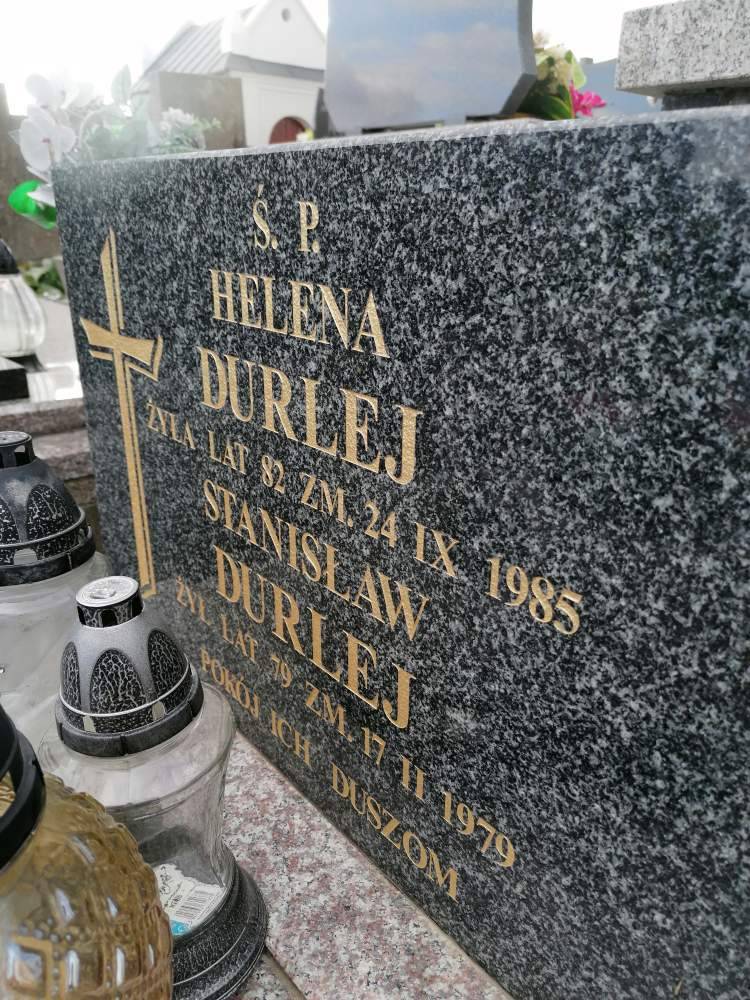 Ś. P.
HELENA
DURLEJ
ŻYŁA LAT 82 ZM. 24 IX 1985
STANISŁAW
DURLEJ
ŻYŁ LAT 79 ZM. 17 II 1979
POKÓJ ICH DUSZOM